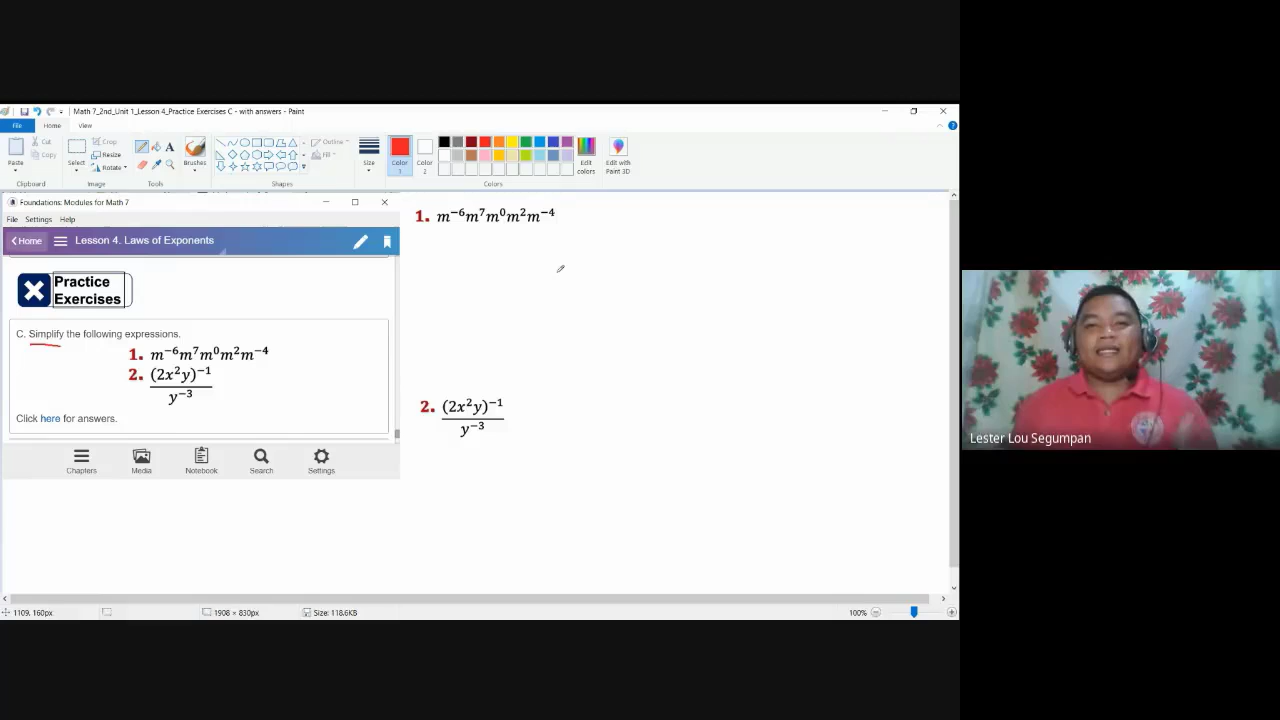 Math 7_2nd_Unit 1_Lesson 4_Practice Exercises C - with answers - Paint
File Home View
Paste Cut Copy Select Crop Resize Rotate A Brushes Outline Fill Size Color 1 Color 2 Edit colors Edit with Paint 3D
Clipboard Image Tools Shapes Colors
Foundations: Modules for Math 7
File Settings Help
Home Lesson 4. Laws of Exponents
Practice
Exercises
C. Simplify the following expressions.
1. m⁻⁶m⁷m⁰m²m⁻⁴
2. (2x²y)⁻¹
y⁻³
Click here for answers.
Chapters Media Notebook Search Settings
1. m⁻⁶m⁷m⁰m²m⁻⁴
2. (2x²y)⁻¹
y⁻³
Lester Lou Segumpan
1109, 160px 1908 × 830px Size: 118.6KB 100%